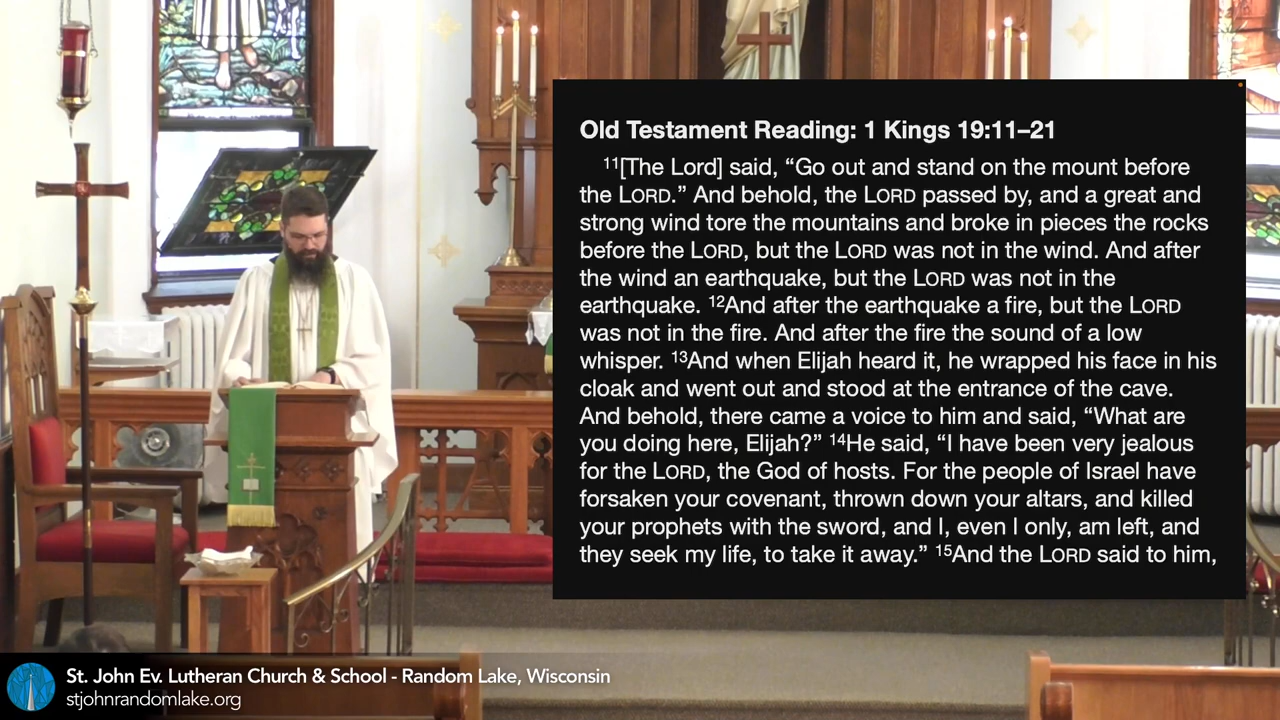 Old Testament Reading: 1 Kings 19:11–21
¹¹[The Lord] said, “Go out and stand on the mount before
the LORD.” And behold, the LORD passed by, and a great and
strong wind tore the mountains and broke in pieces the rocks
before the LORD, but the LORD was not in the wind. And after
the wind an earthquake, but the LORD was not in the
earthquake. ¹²And after the earthquake a fire, but the LORD
was not in the fire. And after the fire the sound of a low
whisper. ¹³And when Elijah heard it, he wrapped his face in his
cloak and went out and stood at the entrance of the cave.
And behold, there came a voice to him and said, “What are
you doing here, Elijah?” ¹⁴He said, “I have been very jealous
for the LORD, the God of hosts. For the people of Israel have
forsaken your covenant, thrown down your altars, and killed
your prophets with the sword, and I, even I only, am left, and
they seek my life, to take it away.” ¹⁵And the LORD said to him,
St. John Ev. Lutheran Church & School - Random Lake, Wisconsin
stjohnrandomlake.org